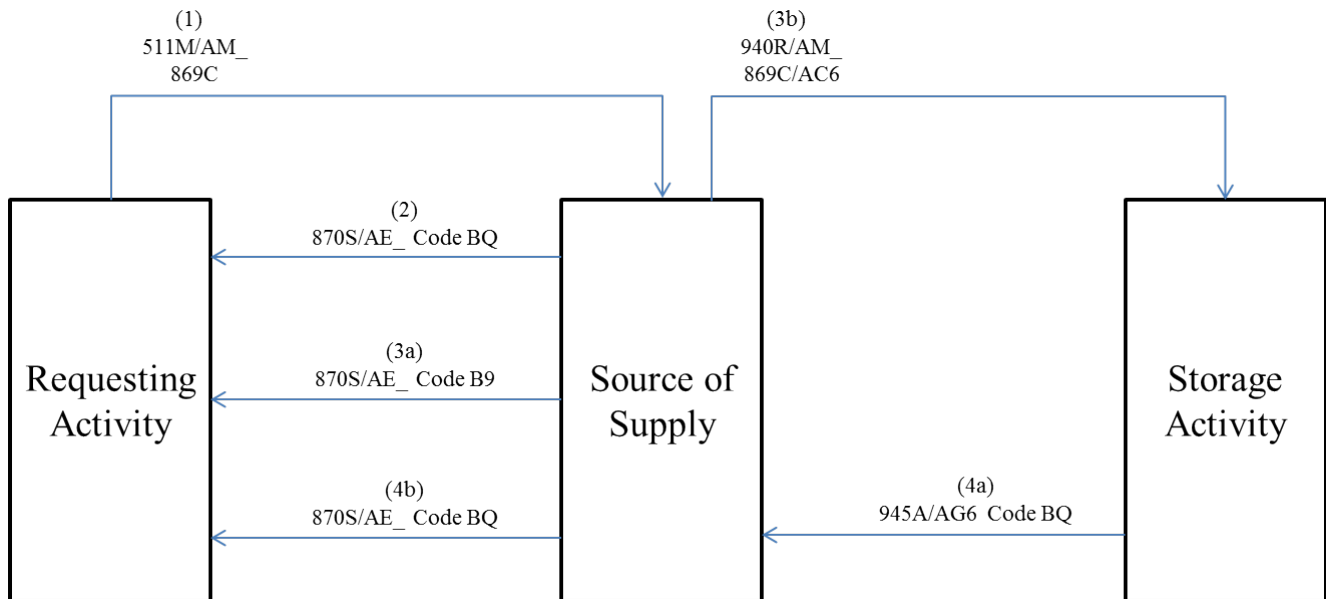 (1)
511M/AM_
869C
(3b)
940R/AM_
869C/AC6
(2)
870S/AE_ Code BQ
(3a)
870S/AE_ Code B9
(4b)
870S/AE_ Code BQ
(4a)
945A/AG6 Code BQ
Requesting
Activity
Source of
Supply
Storage
Activity